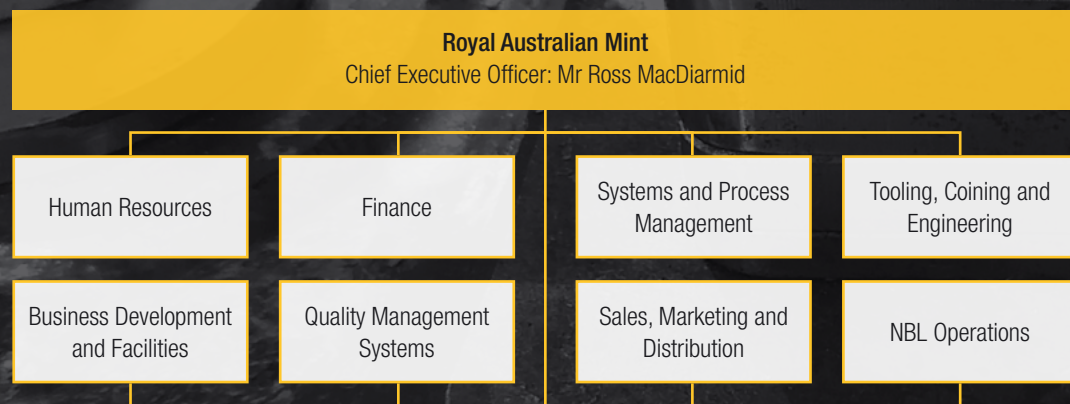 Royal Australian Mint
Chief Executive Officer: Mr Ross MacDiarmid
Human Resources
Finance
Systems and Process
Management
Tooling, Coining and
Engineering
Business Development
and Facilities
Quality Management
Systems
Sales, Marketing and
Distribution
NBL Operations